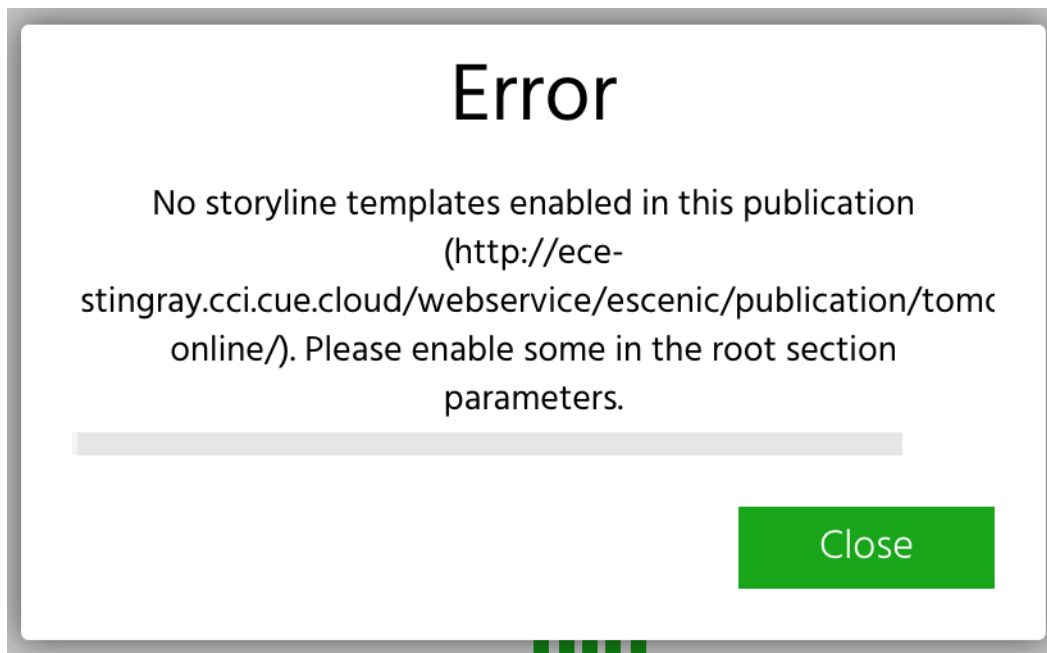 Error
No storyline templates enabled in this publication
(http://ece-
stingray.cci.cue.cloud/webservice/escenic/publication/tomo
online/). Please enable some in the root section
parameters.
Close